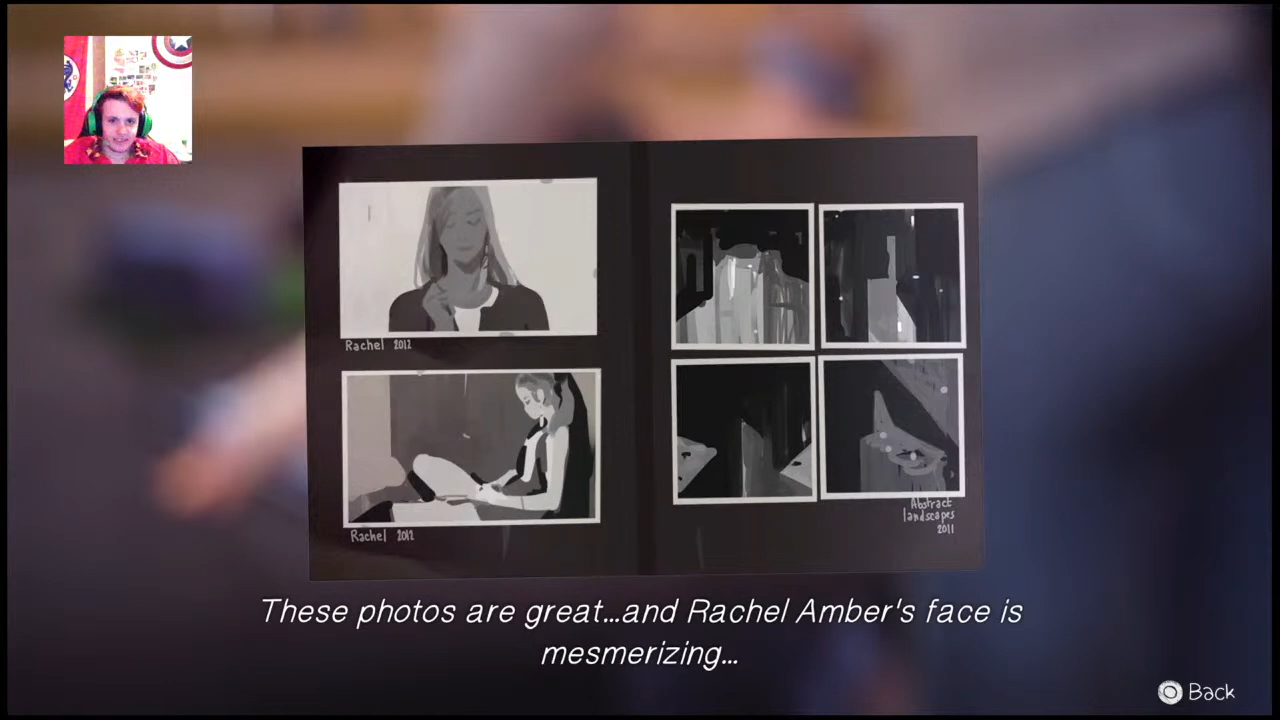 Rachel 2012
Rachel 2012
Abstract
landscapes
2011
These photos are great...and Rachel Amber's face is
mesmerizing...
Back